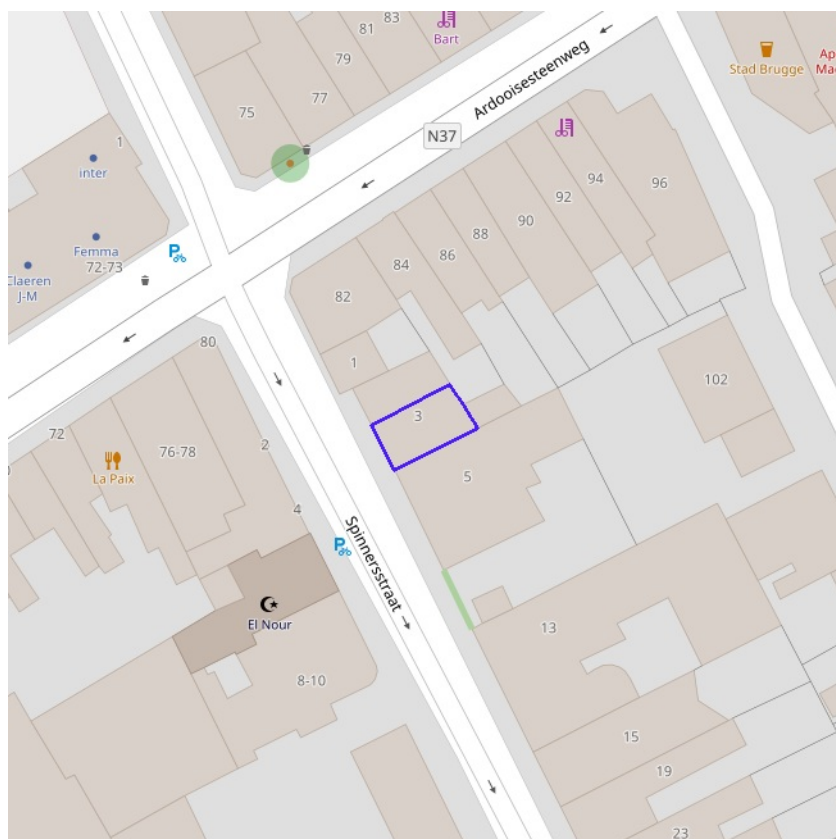 83
81
Bart
79
77
75
Ardooisesteenweg
N37
Stad Brugge
Ap
Mac
1
inter
Femma
72-73
Claeren
J-M
96
94
92
90
88
86
84
82
1
80
3
102
72
76-78
La Paix
2
5
4
Spinnersstraat
El Nour
8-10
13
15
19
23